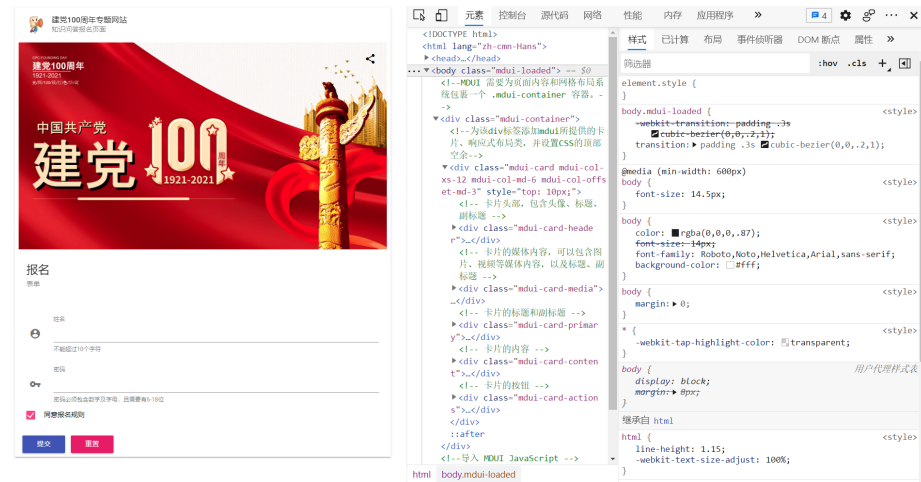 建党100周年专题网站
知识问答报名页面
建党100周年
1921-2021
中国共产党
建党
100
周年
1921-2021
报名
表单
姓名
不能超过10个字符
密码
密码必须包含数字及字母，且需要有6-18位
同意报名规则
提交
重置
元素 控制台 源代码 网络 性能 内存 应用程序 » 4
<!DOCTYPE html>
<html lang="zh-cmn-Hans">
<head>…</head>
<body class="mdui-loaded"> == $0
<!--MDUI 需要为页面内容和网格布局系
统包裹一个 .mdui-container 容器。-
->
<div class="mdui-container">
<!--为该div标签添加mdui所提供的卡
片、响应式布局类，并设置CSS的顶部
空余-->
<div class="mdui-card mdui-col-
xs-12 mdui-col-md-6 mdui-col-offs
et-md-3" style="top: 10px;">
<!-- 卡片头部，包含头像、标题、
副标题 -->
<div class="mdui-card-heade
r">…</div>
<!-- 卡片的媒体内容，可以包含图
片、视频等媒体内容，以及标题、副
标题 -->
<div class="mdui-card-media">
…</div>
<!-- 卡片的标题和副标题 -->
<div class="mdui-card-primar
y">…</div>
<!-- 卡片的内容 -->
<div class="mdui-card-conten
t">…</div>
<!-- 卡片的按钮 -->
<div class="mdui-card-action
s">…</div>
</div>
::after
</div>
<!--导入 MDUI JavaScript -->
html body.mdui-loaded
样式 已计算 布局 事件侦听器 DOM 断点 属性 »
筛选器 :hov .cls +
element.style {
}
body.mdui-loaded { <style>
-webkit-transition: padding .3s
cubic-bezier(0,0,.2,1);
transition: padding .3s cubic-bezier(0,0,.2,1);
}
@media (min-width: 600px)
body { <style>
font-size: 14.5px;
}
body { <style>
color: rgba(0,0,0,.87);
font-size: 14px;
font-family: Roboto,Noto,Helvetica,Arial,sans-serif;
background-color: #fff;
}
body { <style>
margin: 0;
}
* { <style>
-webkit-tap-highlight-color: transparent;
}
body { 用户代理样式表
display: block;
margin: 8px;
}
继承自 html
html { <style>
line-height: 1.15;
-webkit-text-size-adjust: 100%;
}